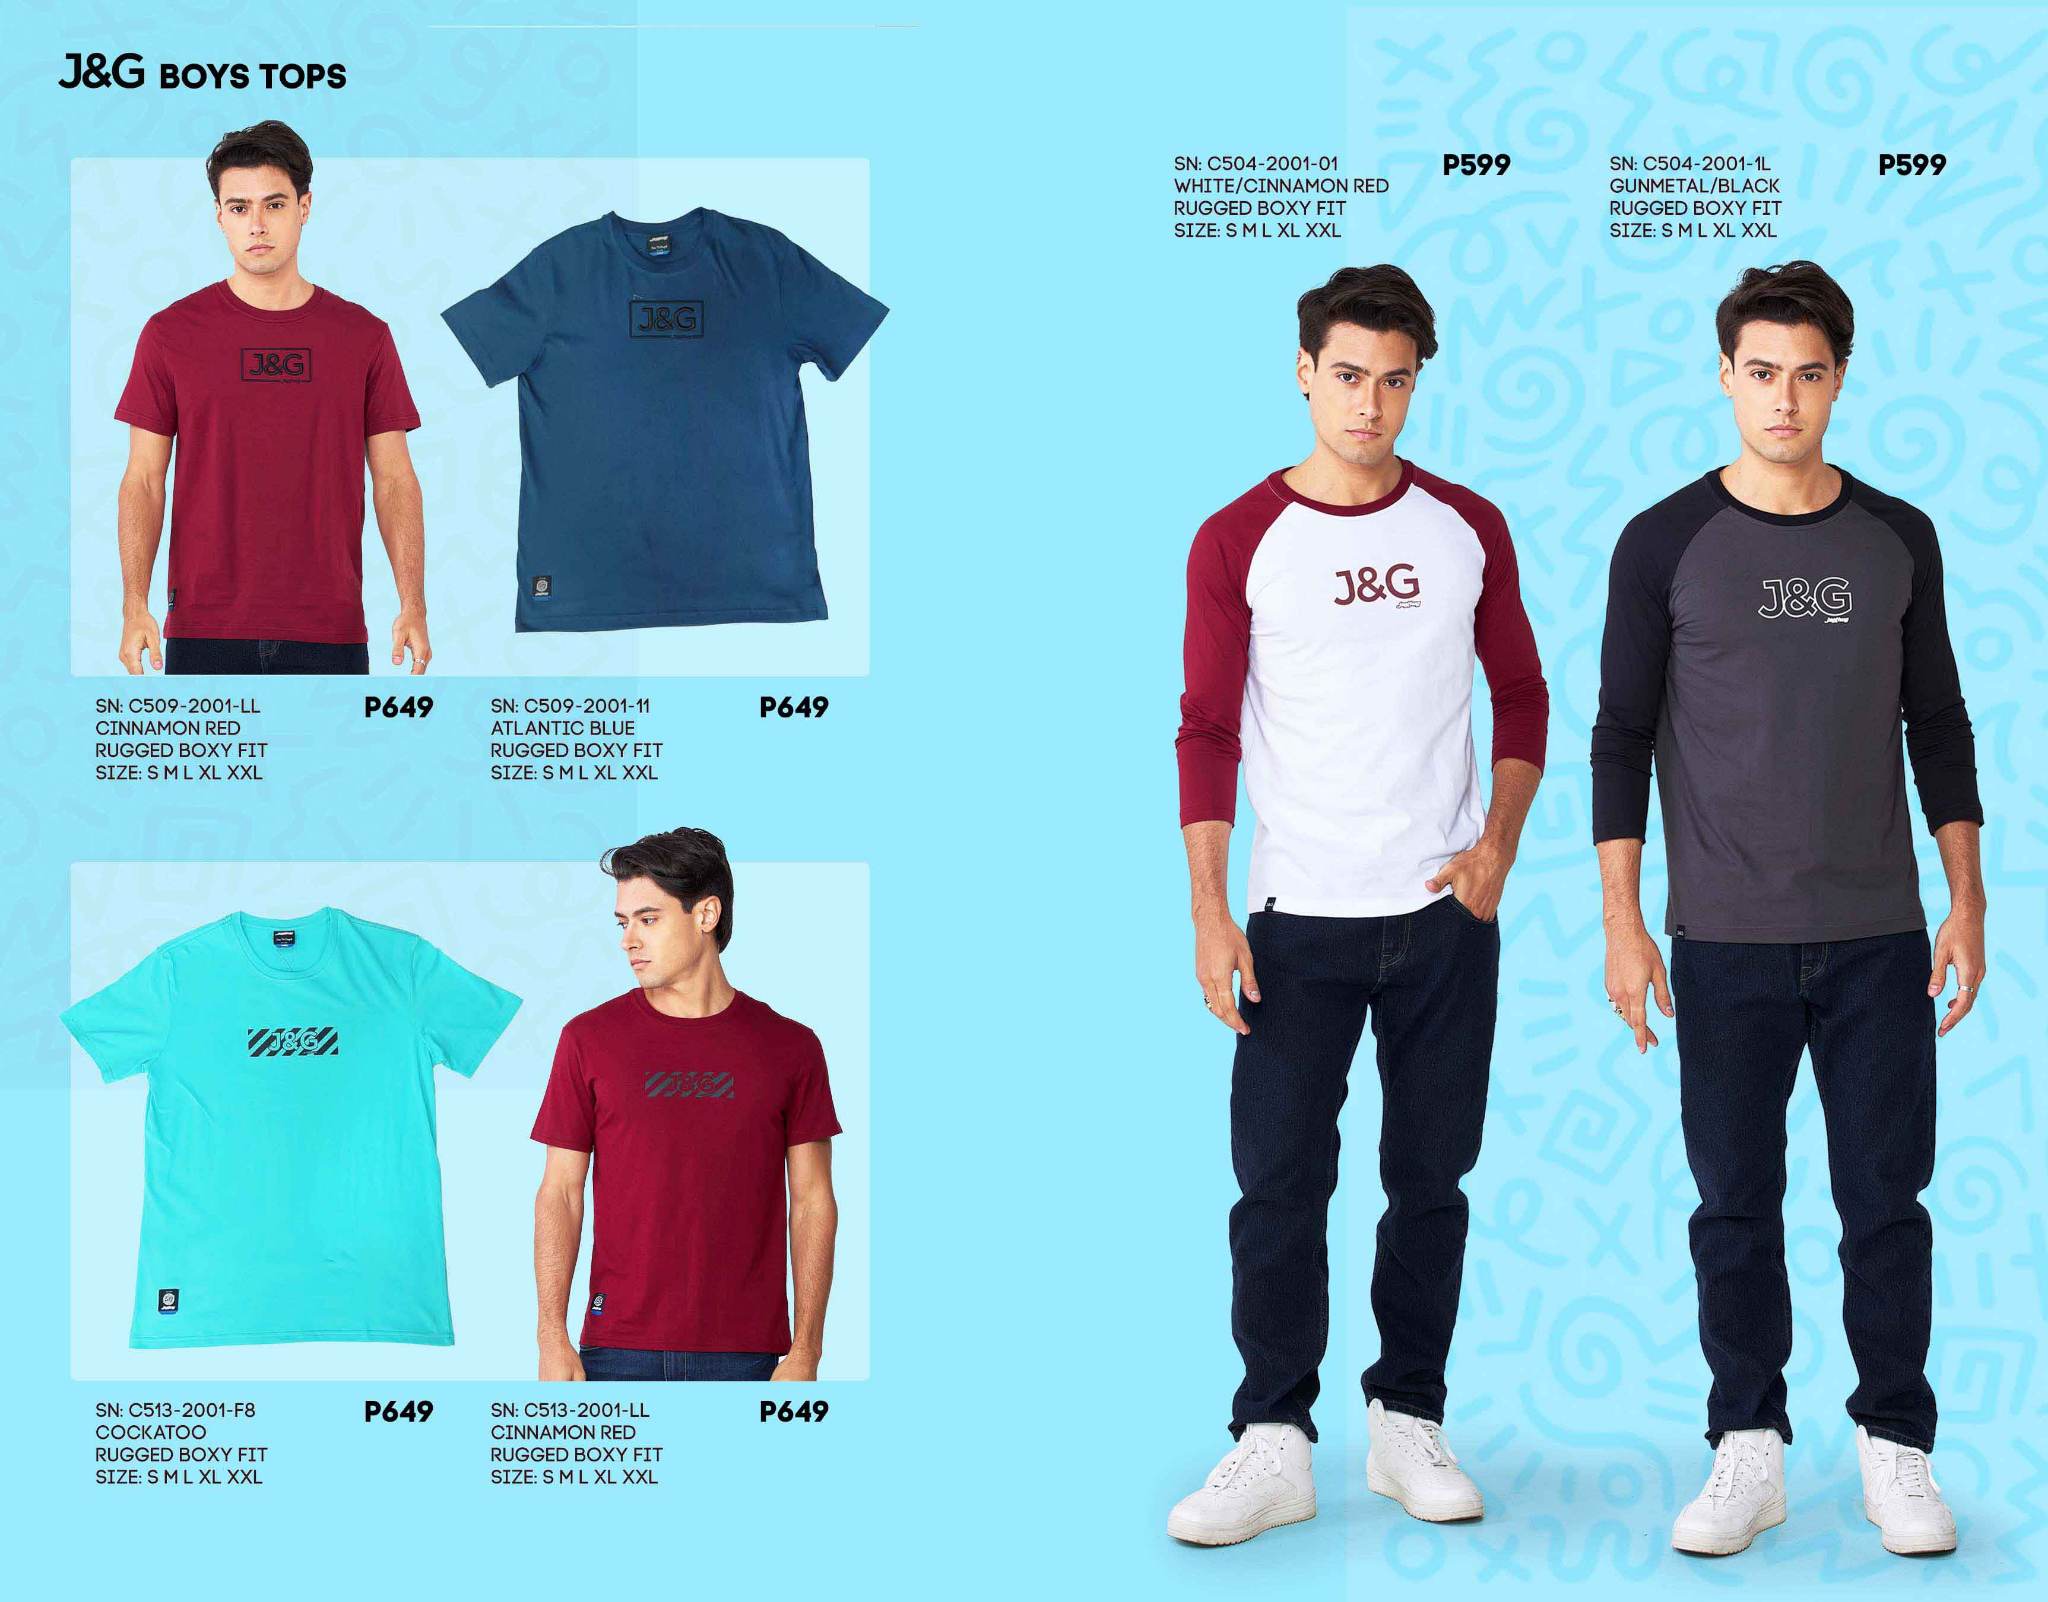 J&G BOYS TOPS
J&G
J&G
SN: C509-2001-LL
P649
CINNAMON RED
RUGGED BOXY FIT
SIZE: S M L XL XXL
SN: C509-2001-11
P649
ATLANTIC BLUE
RUGGED BOXY FIT
SIZE: S M L XL XXL
J&G
J&G
SN: C513-2001-F8
P649
COCKATOO
RUGGED BOXY FIT
SIZE: S M L XL XXL
SN: C513-2001-LL
P649
CINNAMON RED
RUGGED BOXY FIT
SIZE: S M L XL XXL
SN: C504-2001-01
P599
WHITE/CINNAMON RED
RUGGED BOXY FIT
SIZE: S M L XL XXL
SN: C504-2001-1L
P599
GUNMETAL/BLACK
RUGGED BOXY FIT
SIZE: S M L XL XXL
J&G
J&G